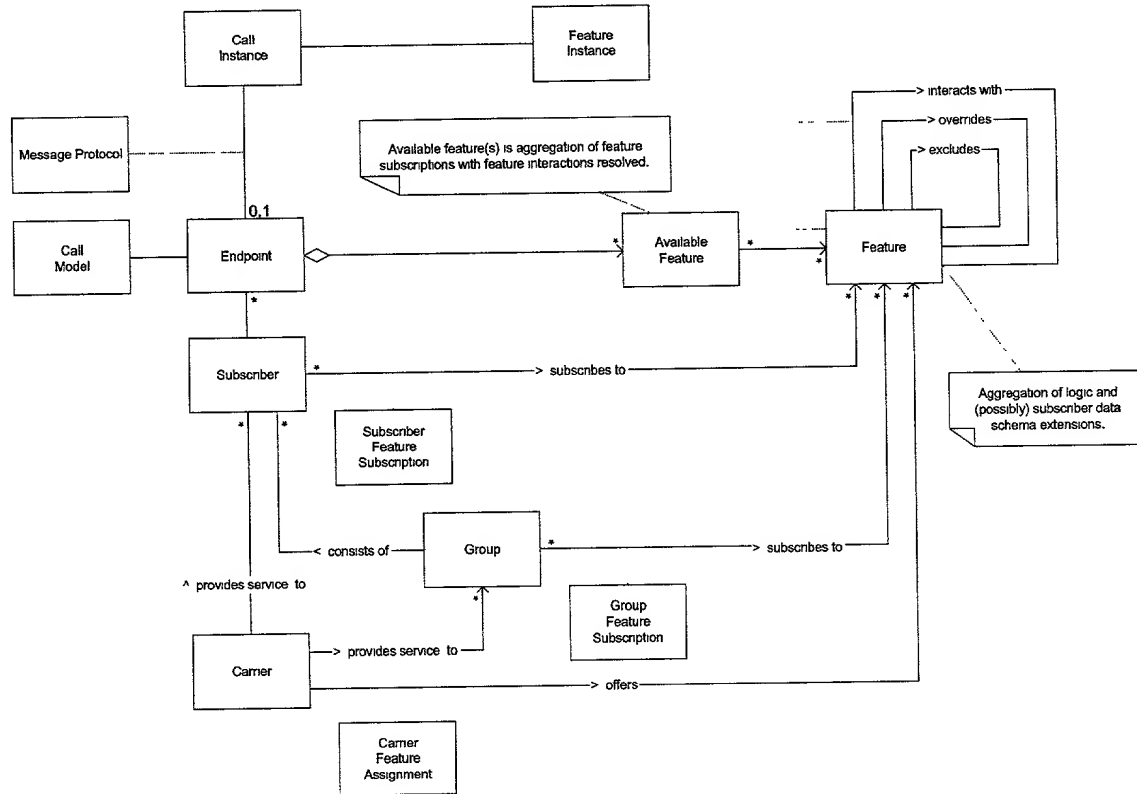 Call
Instance
Feature
Instance
> interacts with
> overrides
> excludes
Message Protocol
Available feature(s) is aggregation of feature
subscriptions with feature interactions resolved.
0,1
Call
Model
Endpoint
*
Available
Feature
*
*
Feature
*
*
*
*
Subscriber
*
> subscribes to
Aggregation of logic and
(possibly) subscriber data
schema extensions.
*
*
Subscriber
Feature
Subscription
< consists of
Group
*
> subscribes to
^ provides service to
*
Group
Feature
Subscription
Carrier
> provides service to
> offers
Carrier
Feature
Assignment